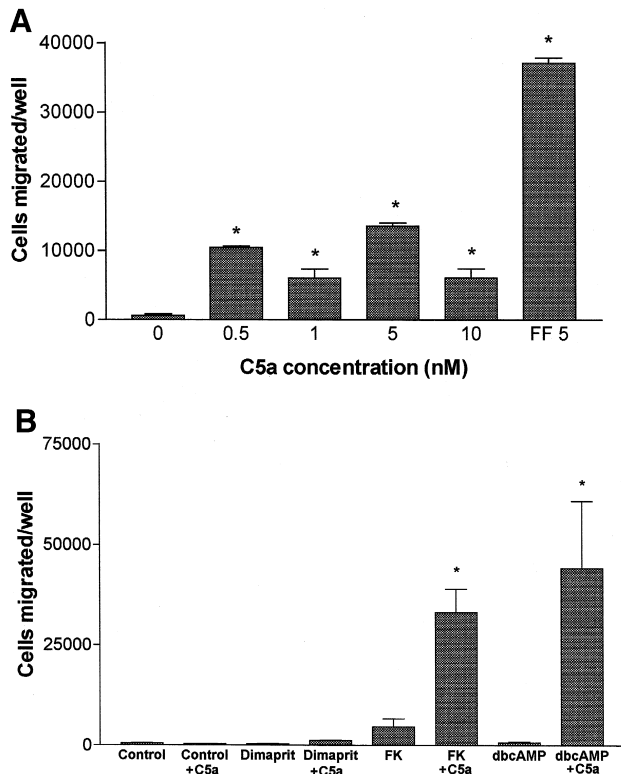 A
40000
30000
20000
10000
0
Cells migrated/well
*
*
*
*
*
0 0.5 1 5 10 FF 5
C5a concentration (nM)
B
75000
50000
25000
0
Cells migrated/well
*
*
Control Control Dimaprit Dimaprit FK FK dbcAMP dbcAMP
+C5a +C5a +C5a +C5a